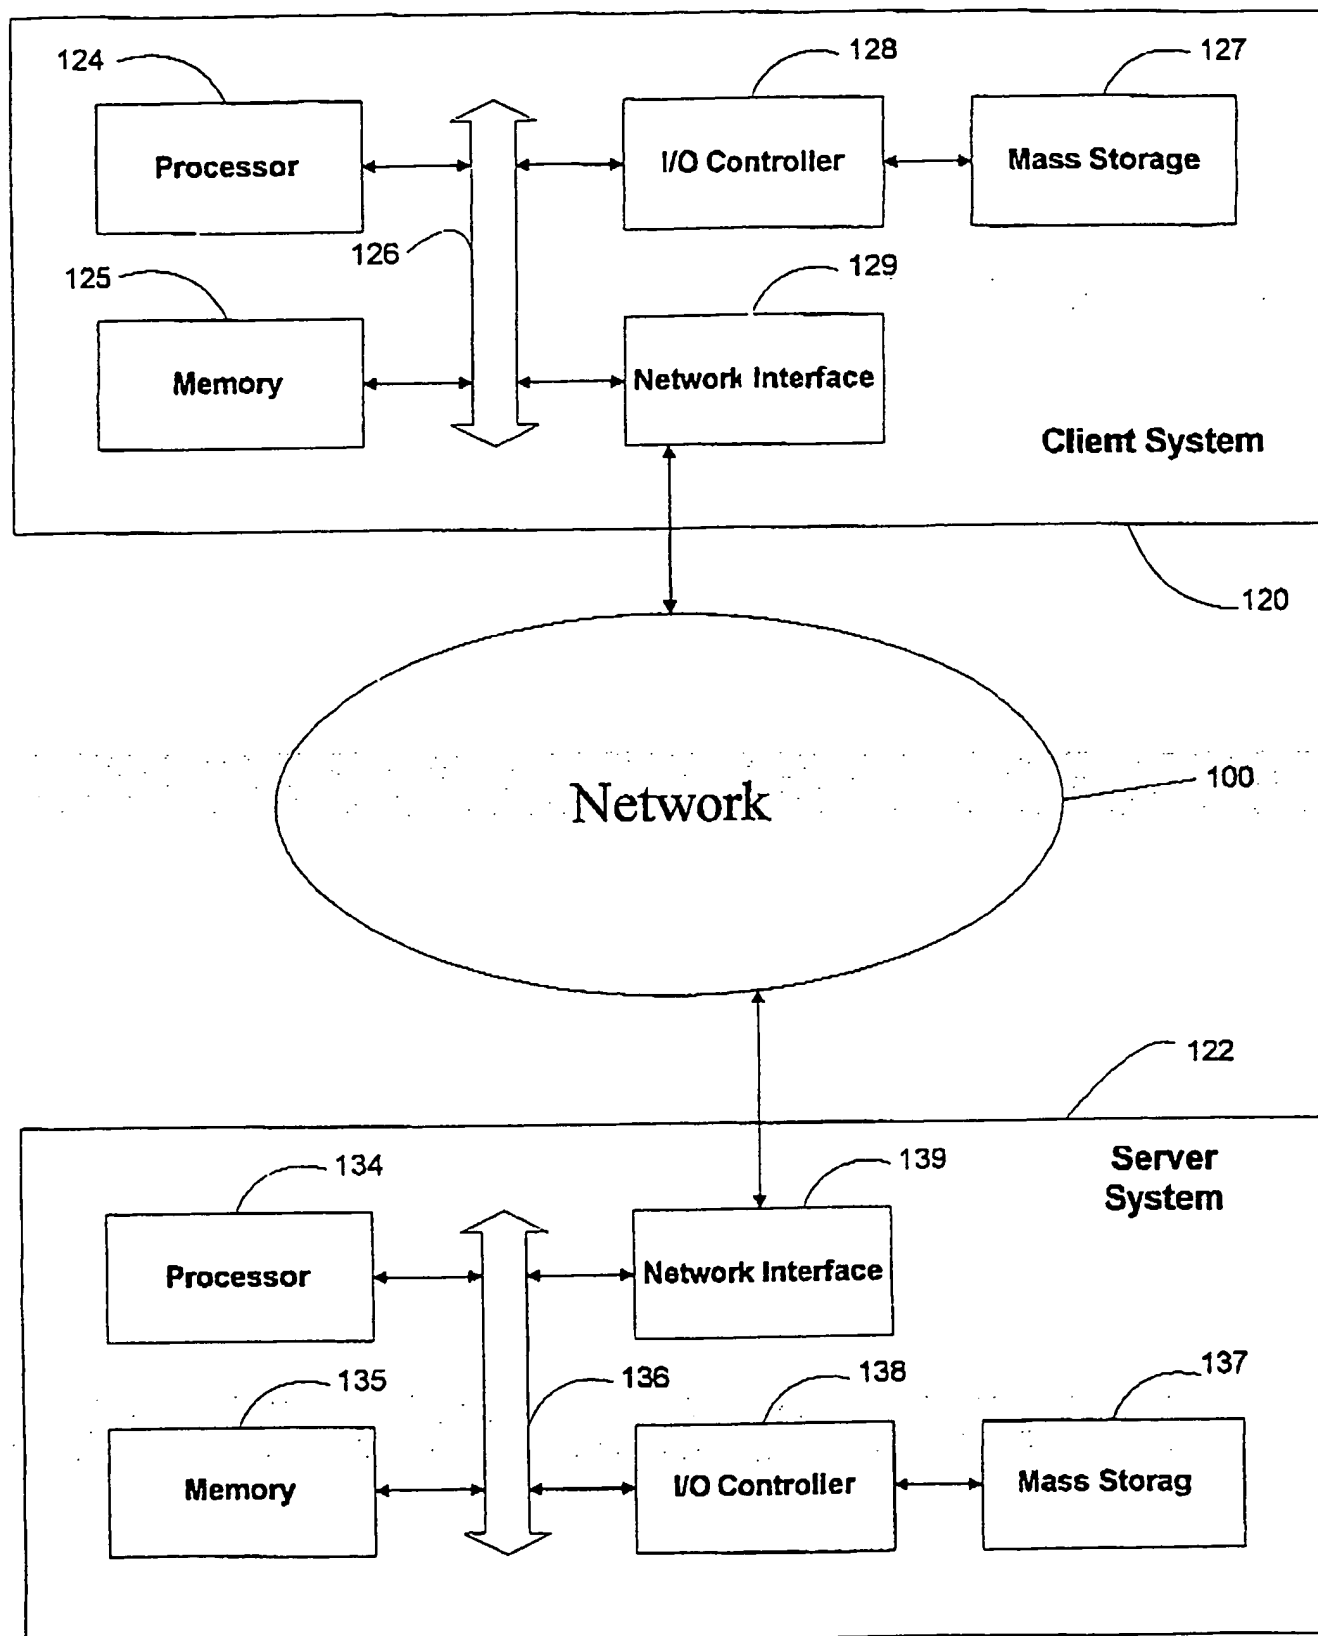 124
128
127
Processor
I/O Controller
Mass Storage
126
125
129
Memory
Network Interface
Client System
120
Network
100
122
Server
System
134
139
Processor
Network Interface
135
136
138
137
Memory
I/O Controller
Mass Storag